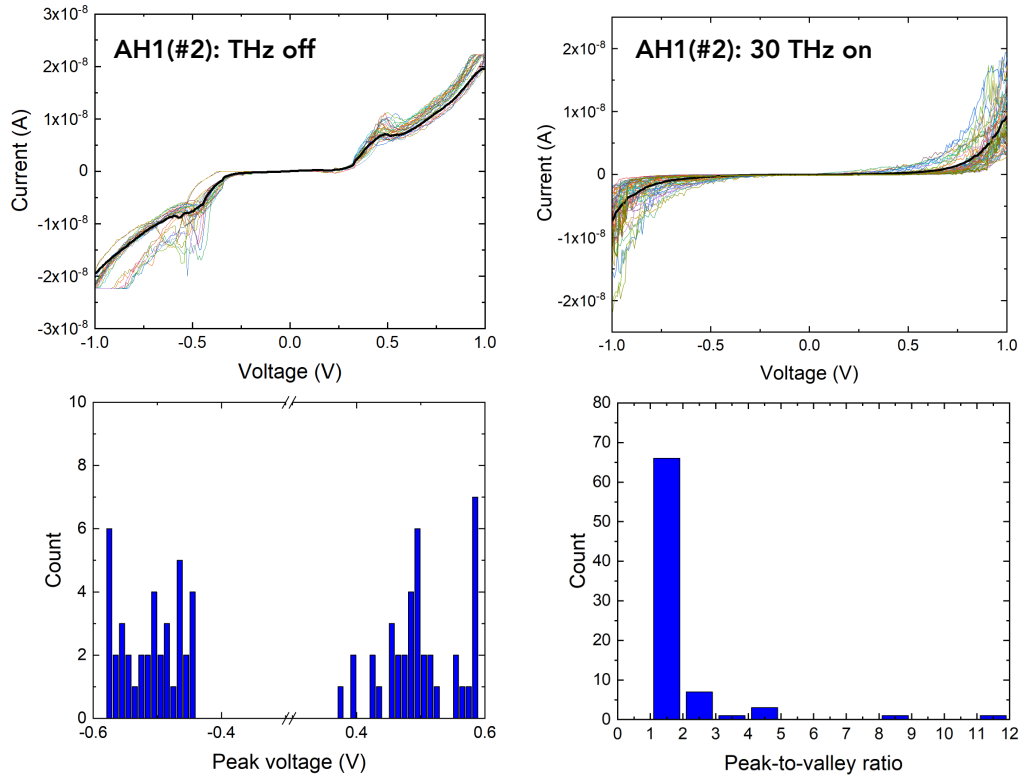 AH1(#2): THz off
3x10⁻⁸
2x10⁻⁸
1x10⁻⁸
0
-1x10⁻⁸
-2x10⁻⁸
-3x10⁻⁸
Current (A)
-1.0 -0.5 0.0 0.5 1.0
Voltage (V)
AH1(#2): 30 THz on
2x10⁻⁸
1x10⁻⁸
0
-1x10⁻⁸
-2x10⁻⁸
Current (A)
-1.0 -0.5 0.0 0.5 1.0
Voltage (V)
10
8
6
4
2
0
Count
-0.6 -0.4 0.4 0.6
Peak voltage (V)
80
70
60
50
40
30
20
10
0
Count
0 1 2 3 4 5 6 7 8 9 10 11 12
Peak-to-valley ratio